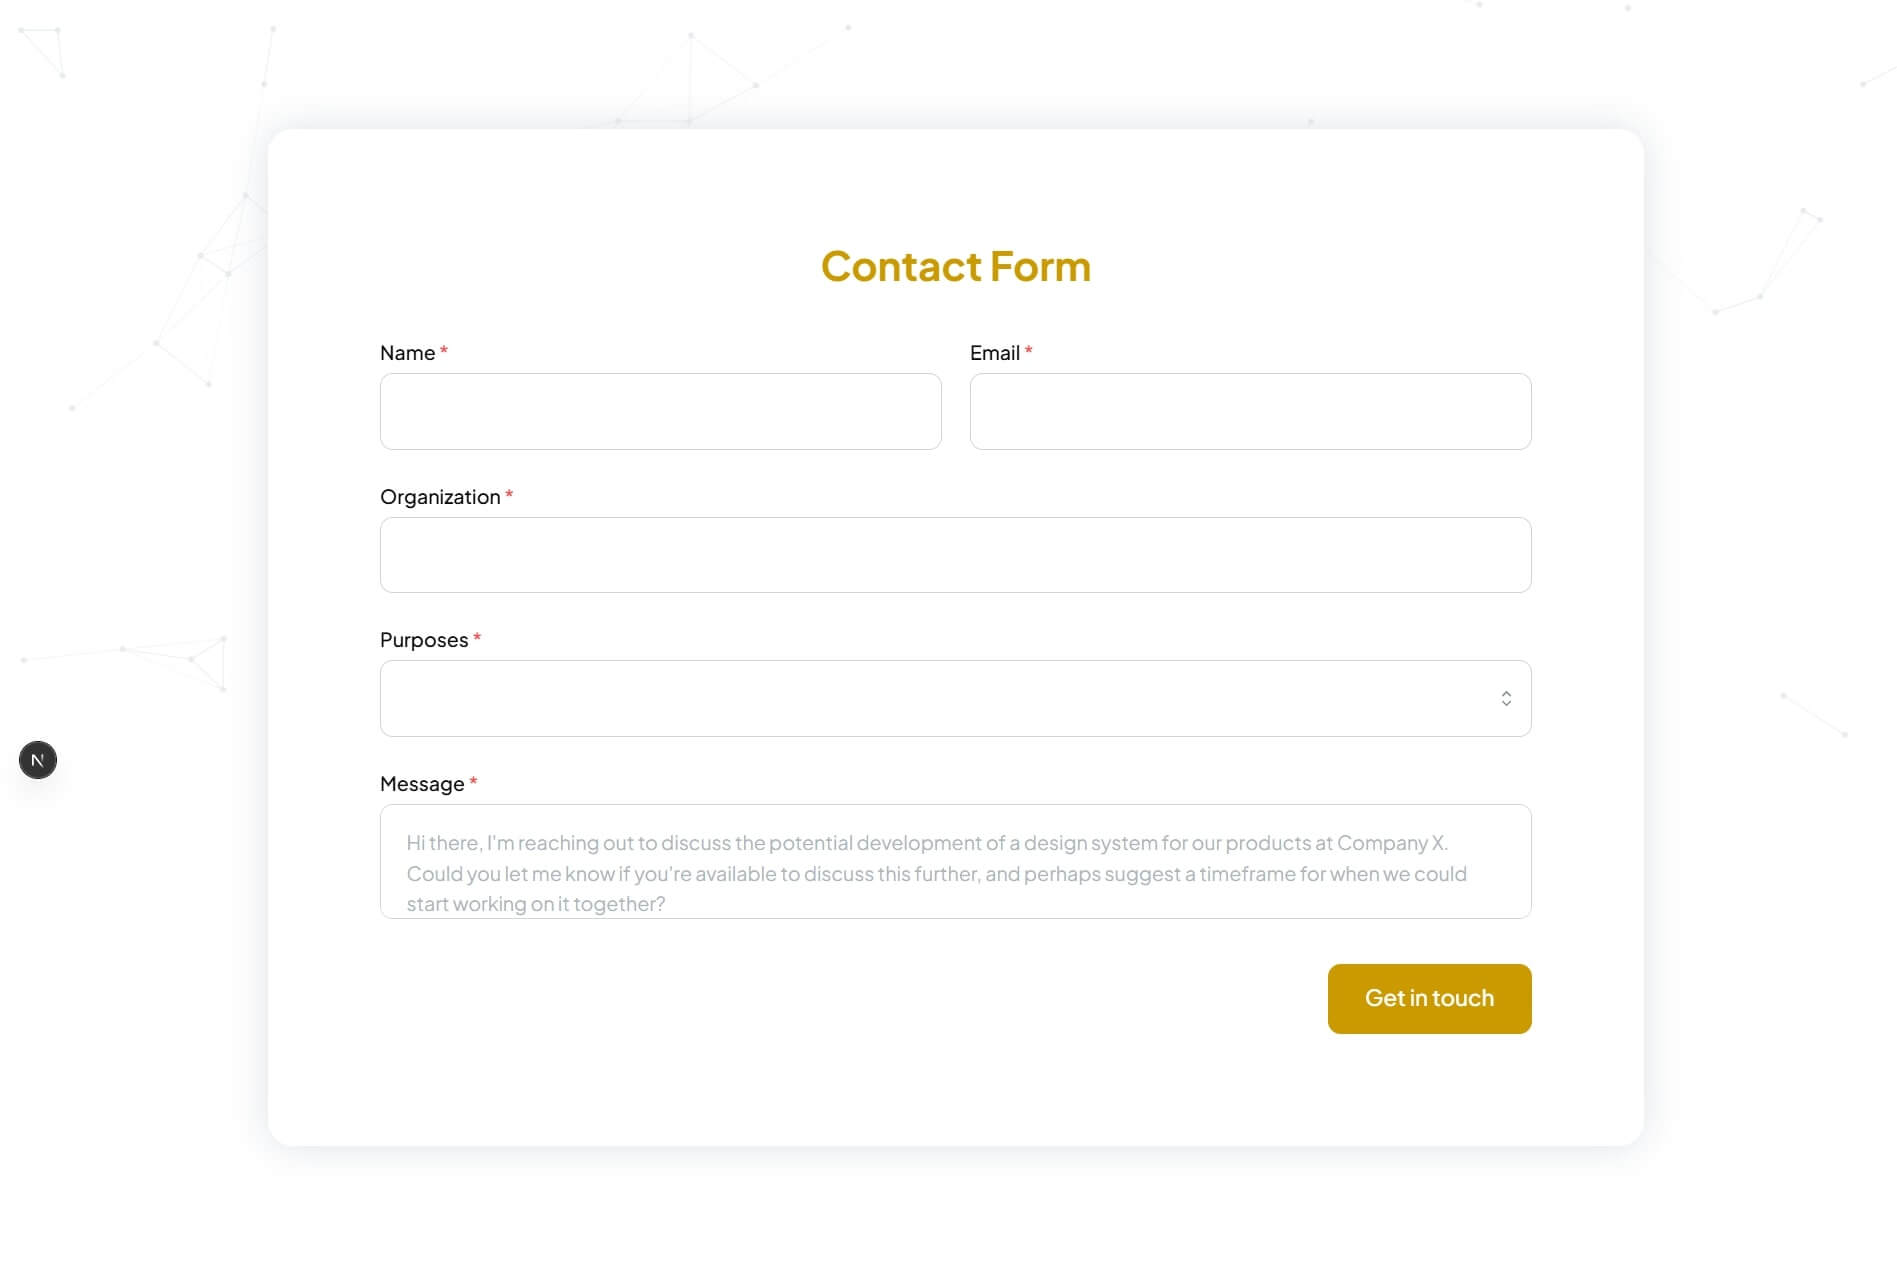 Contact Form
Name *
Email *
Organization *
Purposes *
Message *
Hi there, I'm reaching out to discuss the potential development of a design system for our products at Company X.
Could you let me know if you're available to discuss this further, and perhaps suggest a timeframe for when we could
start working on it together?
N
Get in touch